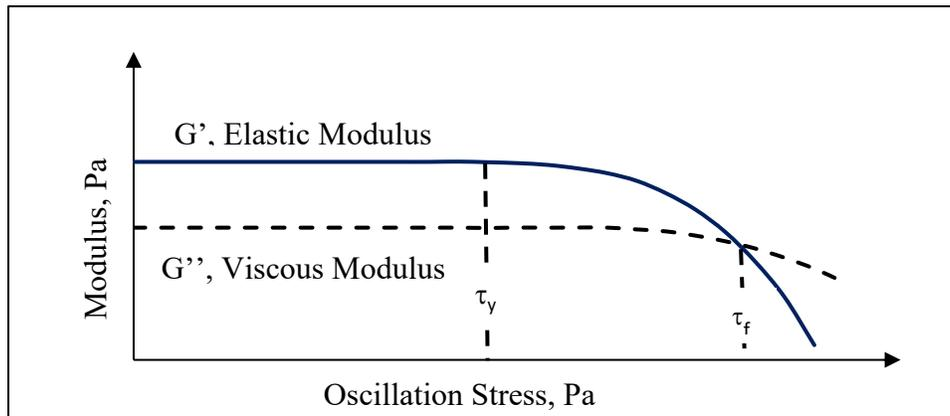 G’. Elastic Modulus
Modulus, Pa
G’’, Viscous Modulus
τy
τf
Oscillation Stress, Pa